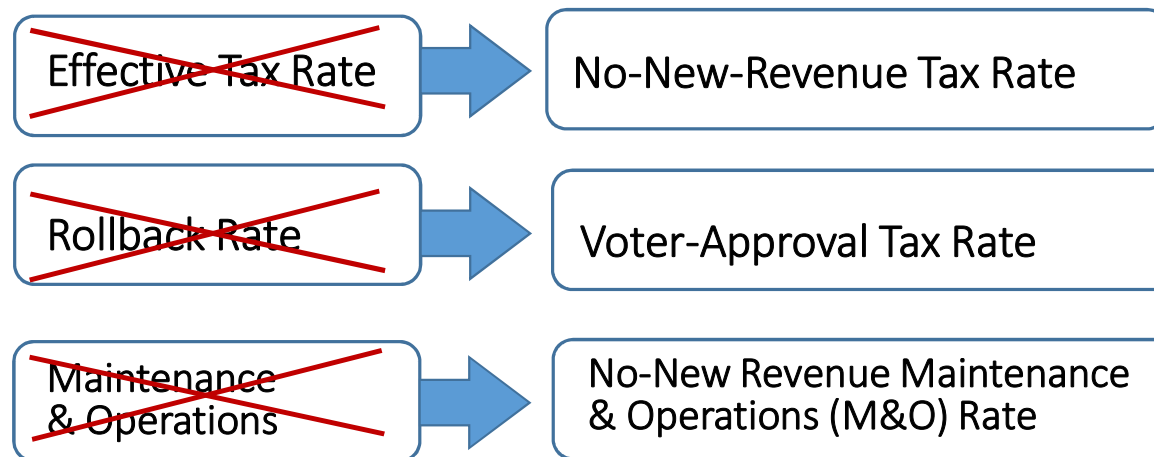 Effective Tax Rate
No-New-Revenue Tax Rate
Rollback Rate
Voter-Approval Tax Rate
Maintenance
& Operations
No-New Revenue Maintenance
& Operations (M&O) Rate